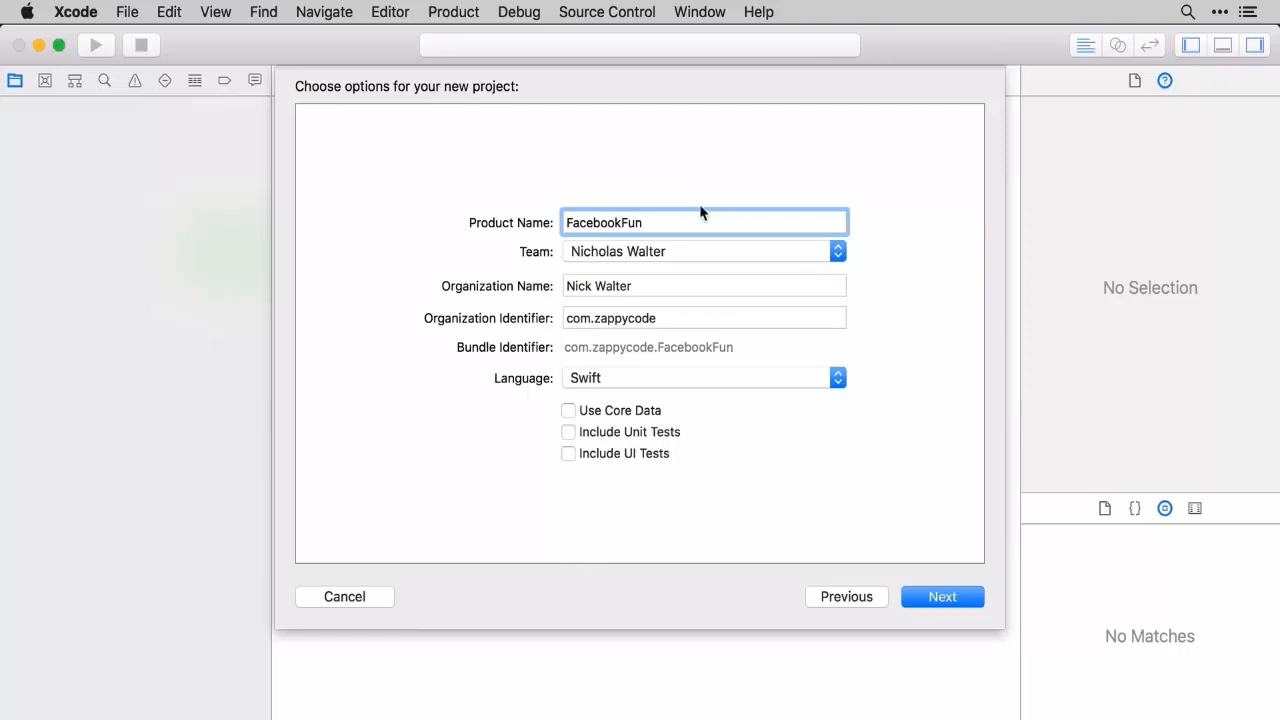 Xcode File Edit View Find Navigate Editor Product Debug Source Control Window Help
Choose options for your new project:
Product Name: FacebookFun
Team: Nicholas Walter
Organization Name: Nick Walter
Organization Identifier: com.zappycode
Bundle Identifier: com.zappycode.FacebookFun
Language: Swift
Use Core Data
Include Unit Tests
Include UI Tests
Cancel Previous Next
No Selection
No Matches